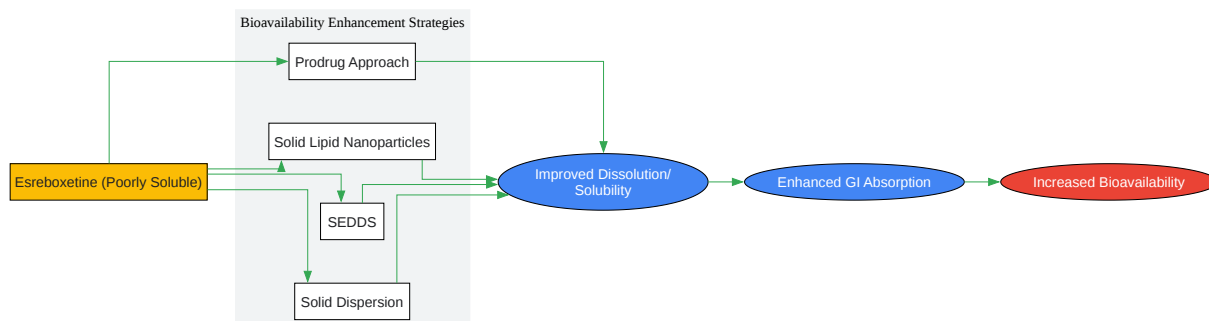 Bioavailability Enhancement Strategies
Prodrug Approach
Solid Lipid Nanoparticles
Esreboxetine (Poorly Soluble)
SEDDS
Solid Dispersion
Improved Dissolution/
Solubility
Enhanced GI Absorption
Increased Bioavailability